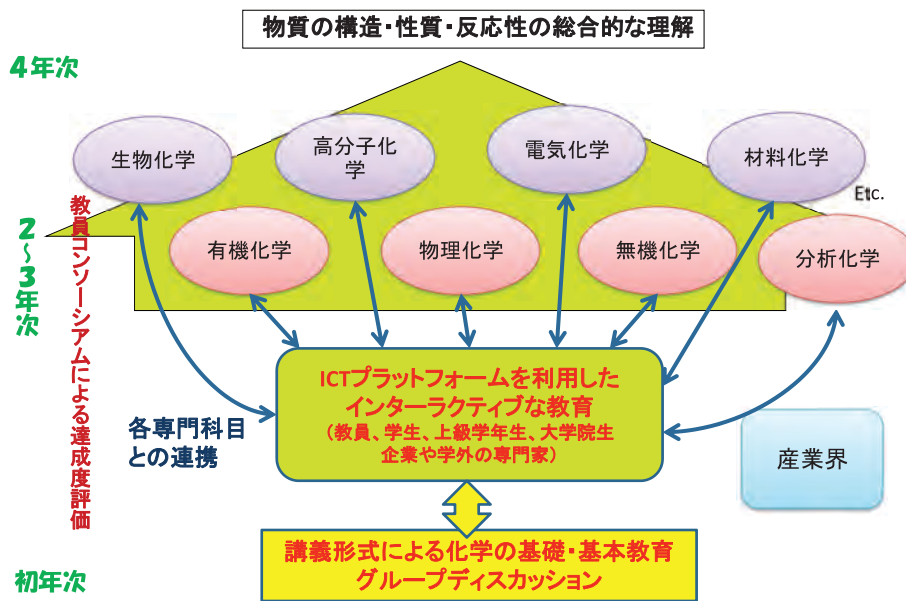 物質の構造・性質・反応性の総合的な理解
4年次
生物化学
高分子化
学
電気化学
材料化学
Etc.
2～3年次
教員コンソーシアムによる達成度評価
有機化学
物理化学
無機化学
分析化学
ICTプラットフォームを利用した
インターラクティブな教育
（教員、学生、上級学年生、大学院生
企業や学外の専門家）
各専門科目
との連携
産業界
講義形式による化学の基礎・基本教育
グループディスカッション
初年次